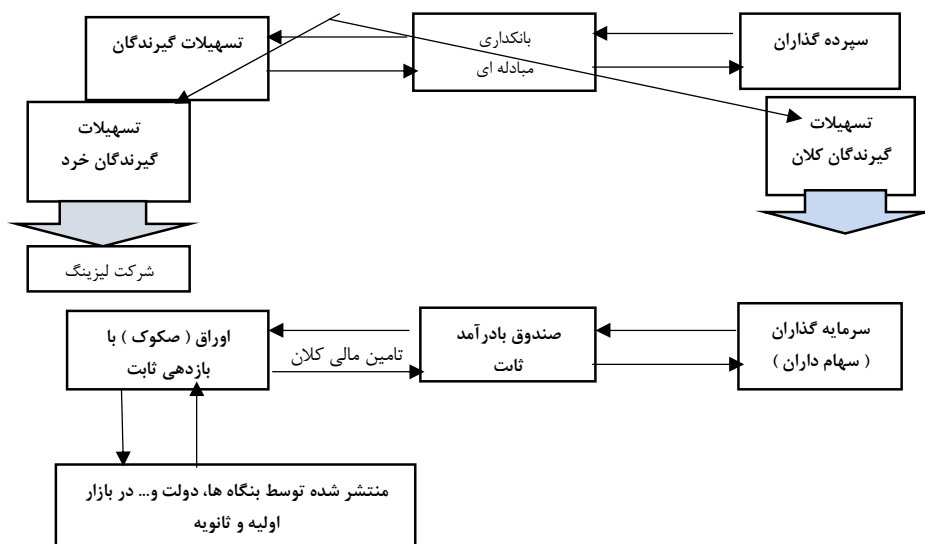 سپرده گذاران
بانکداری
مبادله ای
تسهیلات گیرندگان
تسهیلات
گیرندگان کلان
تسهیلات
گیرندگان خرد
شرکت لیزینگ
سرمایه گذاران
( سهام داران )
صندوق بادرآمد
ثابت
تامین مالی کلان
اوراق ( صکوک ) با
بازدهی ثابت
منتشر شده توسط بنگاه ها، دولت و... در بازار
اولیه و ثانویه